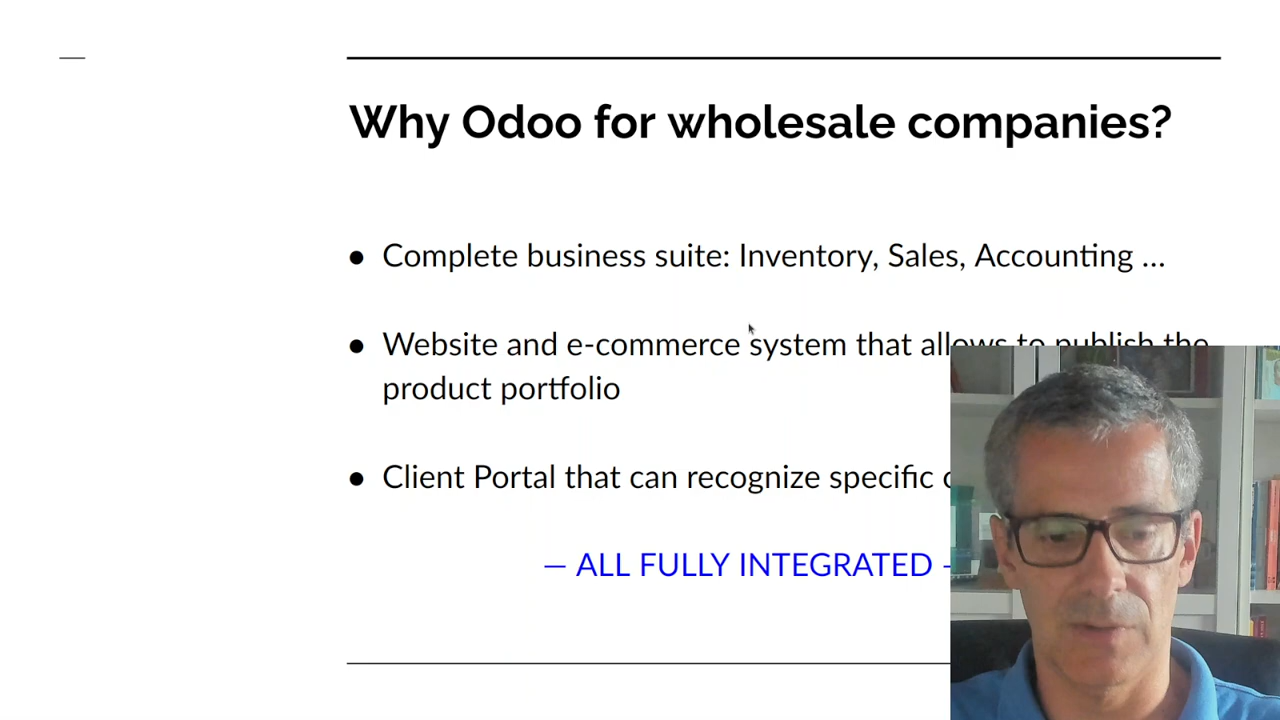 Why Odoo for wholesale companies?
● Complete business suite: Inventory, Sales, Accounting ...
● Website and e-commerce system that allows to publish the
product portfolio
● Client Portal that can recognize specific
— ALL FULLY INTEGRATED -